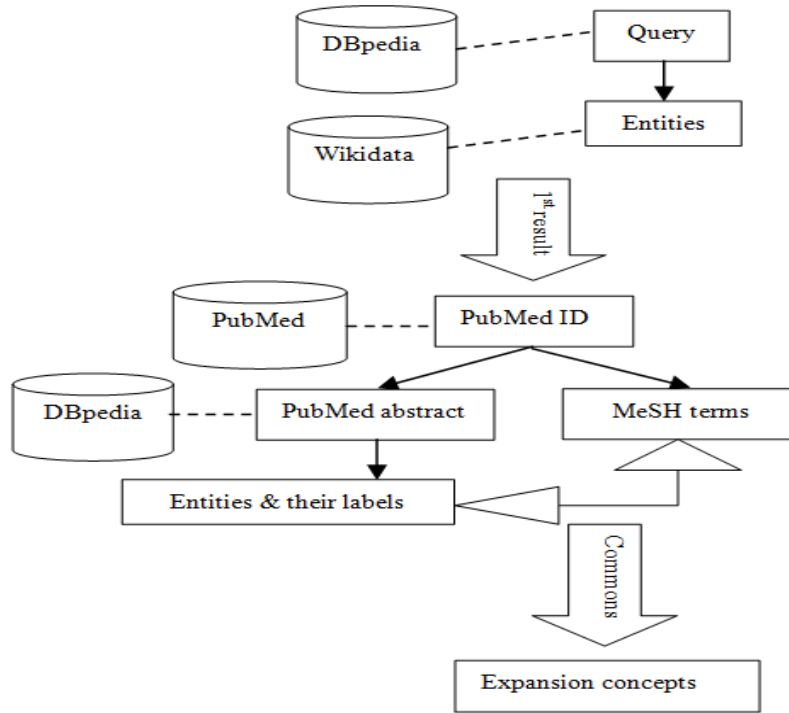 DBpedia
Query
Wikidata
Entities
1st result
PubMed
PubMed ID
DBpedia
PubMed abstract
MeSH terms
Entities & their labels
Commons
Expansion concepts